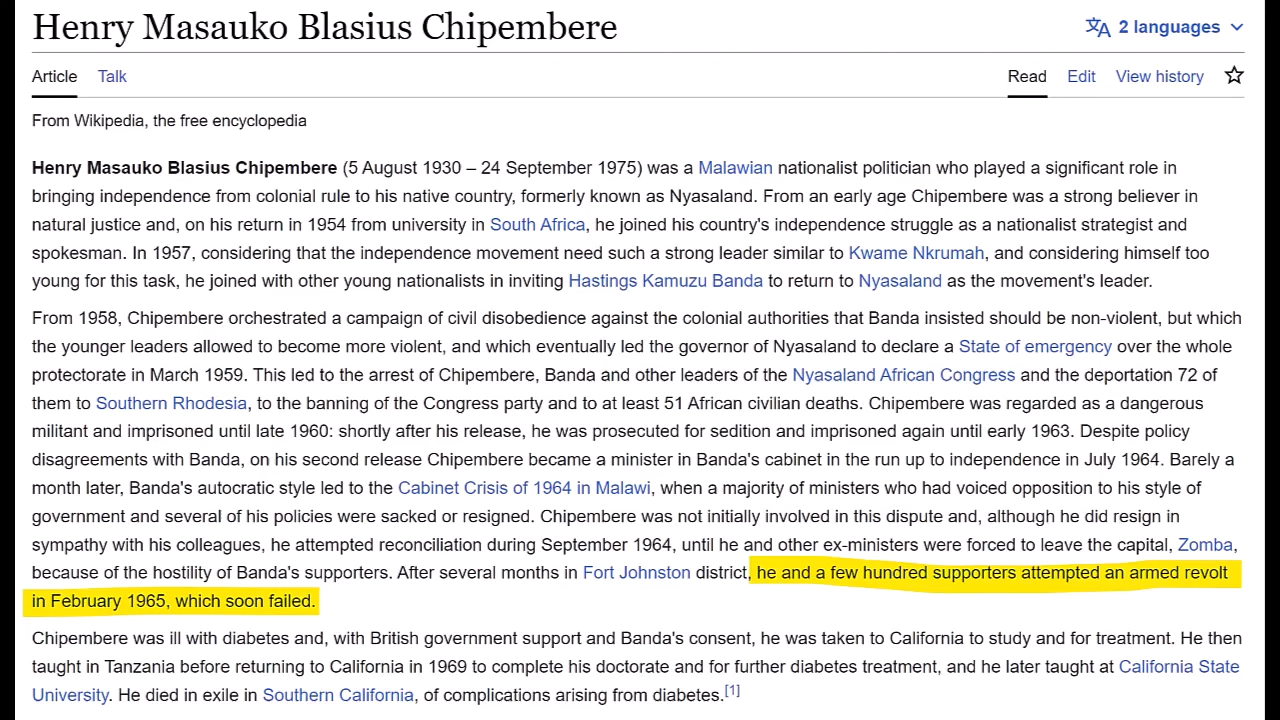 Henry Masauko Blasius Chipembere
2 languages
Article Talk Read Edit View history
From Wikipedia, the free encyclopedia
Henry Masauko Blasius Chipembere (5 August 1930 – 24 September 1975) was a Malawian nationalist politician who played a significant role in
bringing independence from colonial rule to his native country, formerly known as Nyasaland. From an early age Chipembere was a strong believer in
natural justice and, on his return in 1954 from university in South Africa, he joined his country's independence struggle as a nationalist strategist and
spokesman. In 1957, considering that the independence movement need such a strong leader similar to Kwame Nkrumah, and considering himself too
young for this task, he joined with other young nationalists in inviting Hastings Kamuzu Banda to return to Nyasaland as the movement's leader.
From 1958, Chipembere orchestrated a campaign of civil disobedience against the colonial authorities that Banda insisted should be non-violent, but which
the younger leaders allowed to become more violent, and which eventually led the governor of Nyasaland to declare a State of emergency over the whole
protectorate in March 1959. This led to the arrest of Chipembere, Banda and other leaders of the Nyasaland African Congress and the deportation 72 of
them to Southern Rhodesia, to the banning of the Congress party and to at least 51 African civilian deaths. Chipembere was regarded as a dangerous
militant and imprisoned until late 1960: shortly after his release, he was prosecuted for sedition and imprisoned again until early 1963. Despite policy
disagreements with Banda, on his second release Chipembere became a minister in Banda's cabinet in the run up to independence in July 1964. Barely a
month later, Banda's autocratic style led to the Cabinet Crisis of 1964 in Malawi, when a majority of ministers who had voiced opposition to his style of
government and several of his policies were sacked or resigned. Chipembere was not initially involved in this dispute and, although he did resign in
sympathy with his colleagues, he attempted reconciliation during September 1964, until he and other ex-ministers were forced to leave the capital, Zomba,
because of the hostility of Banda's supporters. After several months in Fort Johnston district, he and a few hundred supporters attempted an armed revolt
in February 1965, which soon failed.
Chipembere was ill with diabetes and, with British government support and Banda's consent, he was taken to California to study and for treatment. He then
taught in Tanzania before returning to California in 1969 to complete his doctorate and for further diabetes treatment, and he later taught at California State
University. He died in exile in Southern California, of complications arising from diabetes.[1]